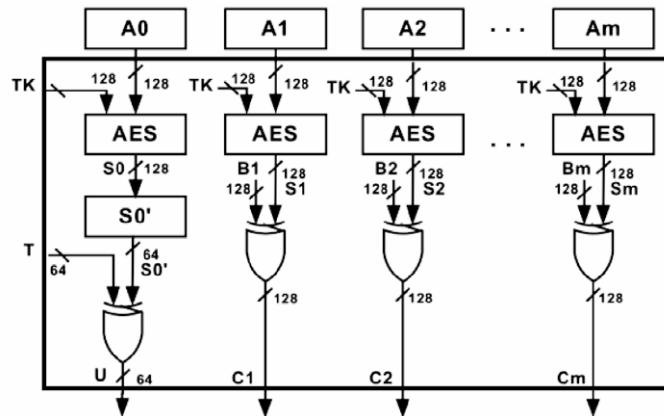 A0 A1 A2 . . . Am
128 128 128 128
TK 128 TK 128 TK 128 TK 128
AES AES AES . . . AES
S0 128 B1 128 B2 128 Bm 128
128 S1 128 S2 128 Sm
S0'
T 64 64
S0'
128 128 128
U 64 C1 C2 Cm